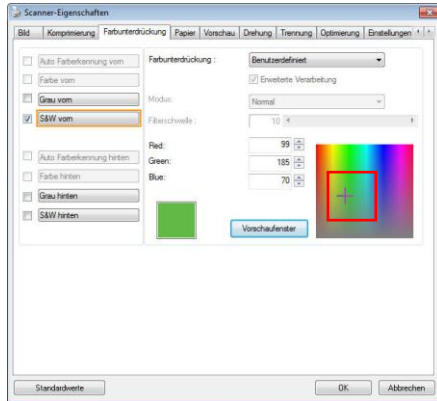 Scanner-Eigenschaften
Bild Komprimierung Farbunterdrückung Papier Vorschau Drehung Trennung Optimierung Einstellungen
Auto Farberkennung vorn
Farbe vorn
Grau vorn
S&W vorn
Auto Farberkennung hinten
Farbe hinten
Grau hinten
S&W hinten
Farbunterdrückung : Benutzerdefiniert
Erweiterte Verarbeitung
Modus: Normal
Filterschwelle : 10
Red: 99
Green: 185
Blue: 70
Vorschaufenster
Standardwerte OK Abbrechen